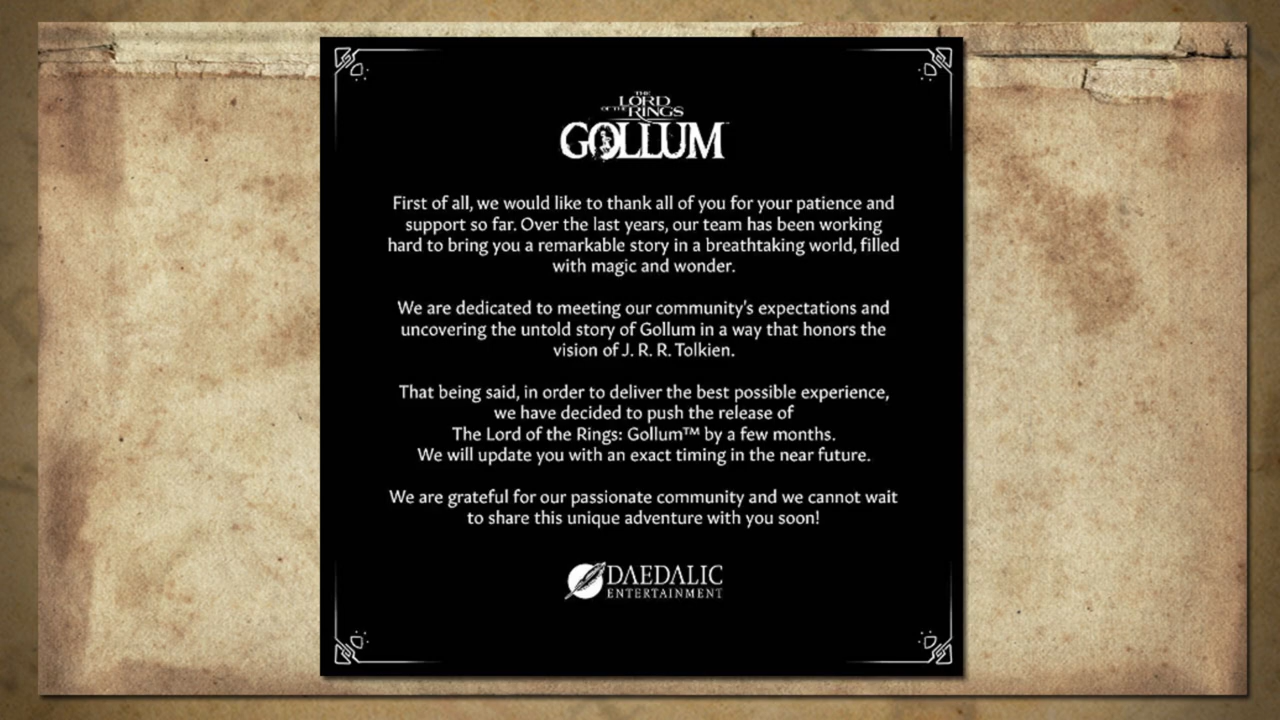 THE
LORD
OF THE RINGS
GOLLUM™
First of all, we would like to thank all of you for your patience and
support so far. Over the last years, our team has been working
hard to bring you a remarkable story in a breathtaking world, filled
with magic and wonder.
We are dedicated to meeting our community's expectations and
uncovering the untold story of Gollum in a way that honors the
vision of J. R. R. Tolkien.
That being said, in order to deliver the best possible experience,
we have decided to push the release of
The Lord of the Rings: Gollum™ by a few months.
We will update you with an exact timing in the near future.
We are grateful for our passionate community and we cannot wait
to share this unique adventure with you soon!
DAEDALIC
ENTERTAINMENT